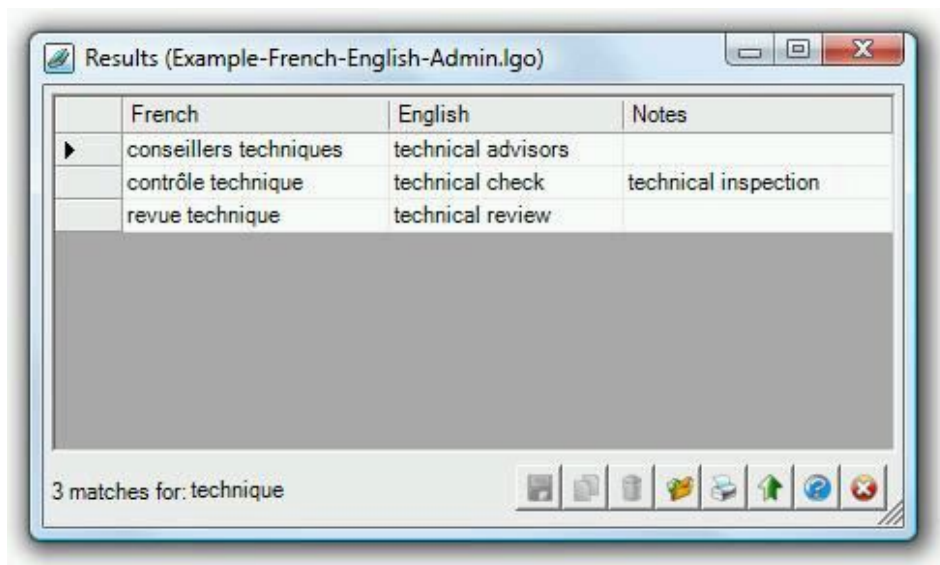 Results (Example-French-English-Admin.lgo)
French English Notes
conseillers techniques technical advisors
contrôle technique technical check technical inspection
revue technique technical review
3 matches for: technique